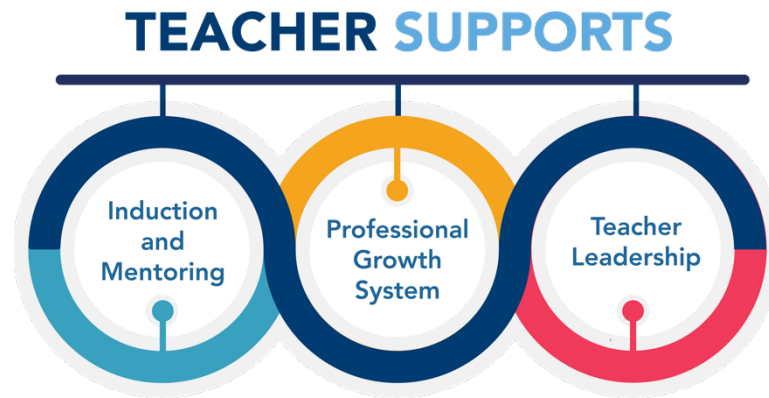 TEACHER SUPPORTS
Induction
and
Mentoring
Professional
Growth
System
Teacher
Leadership